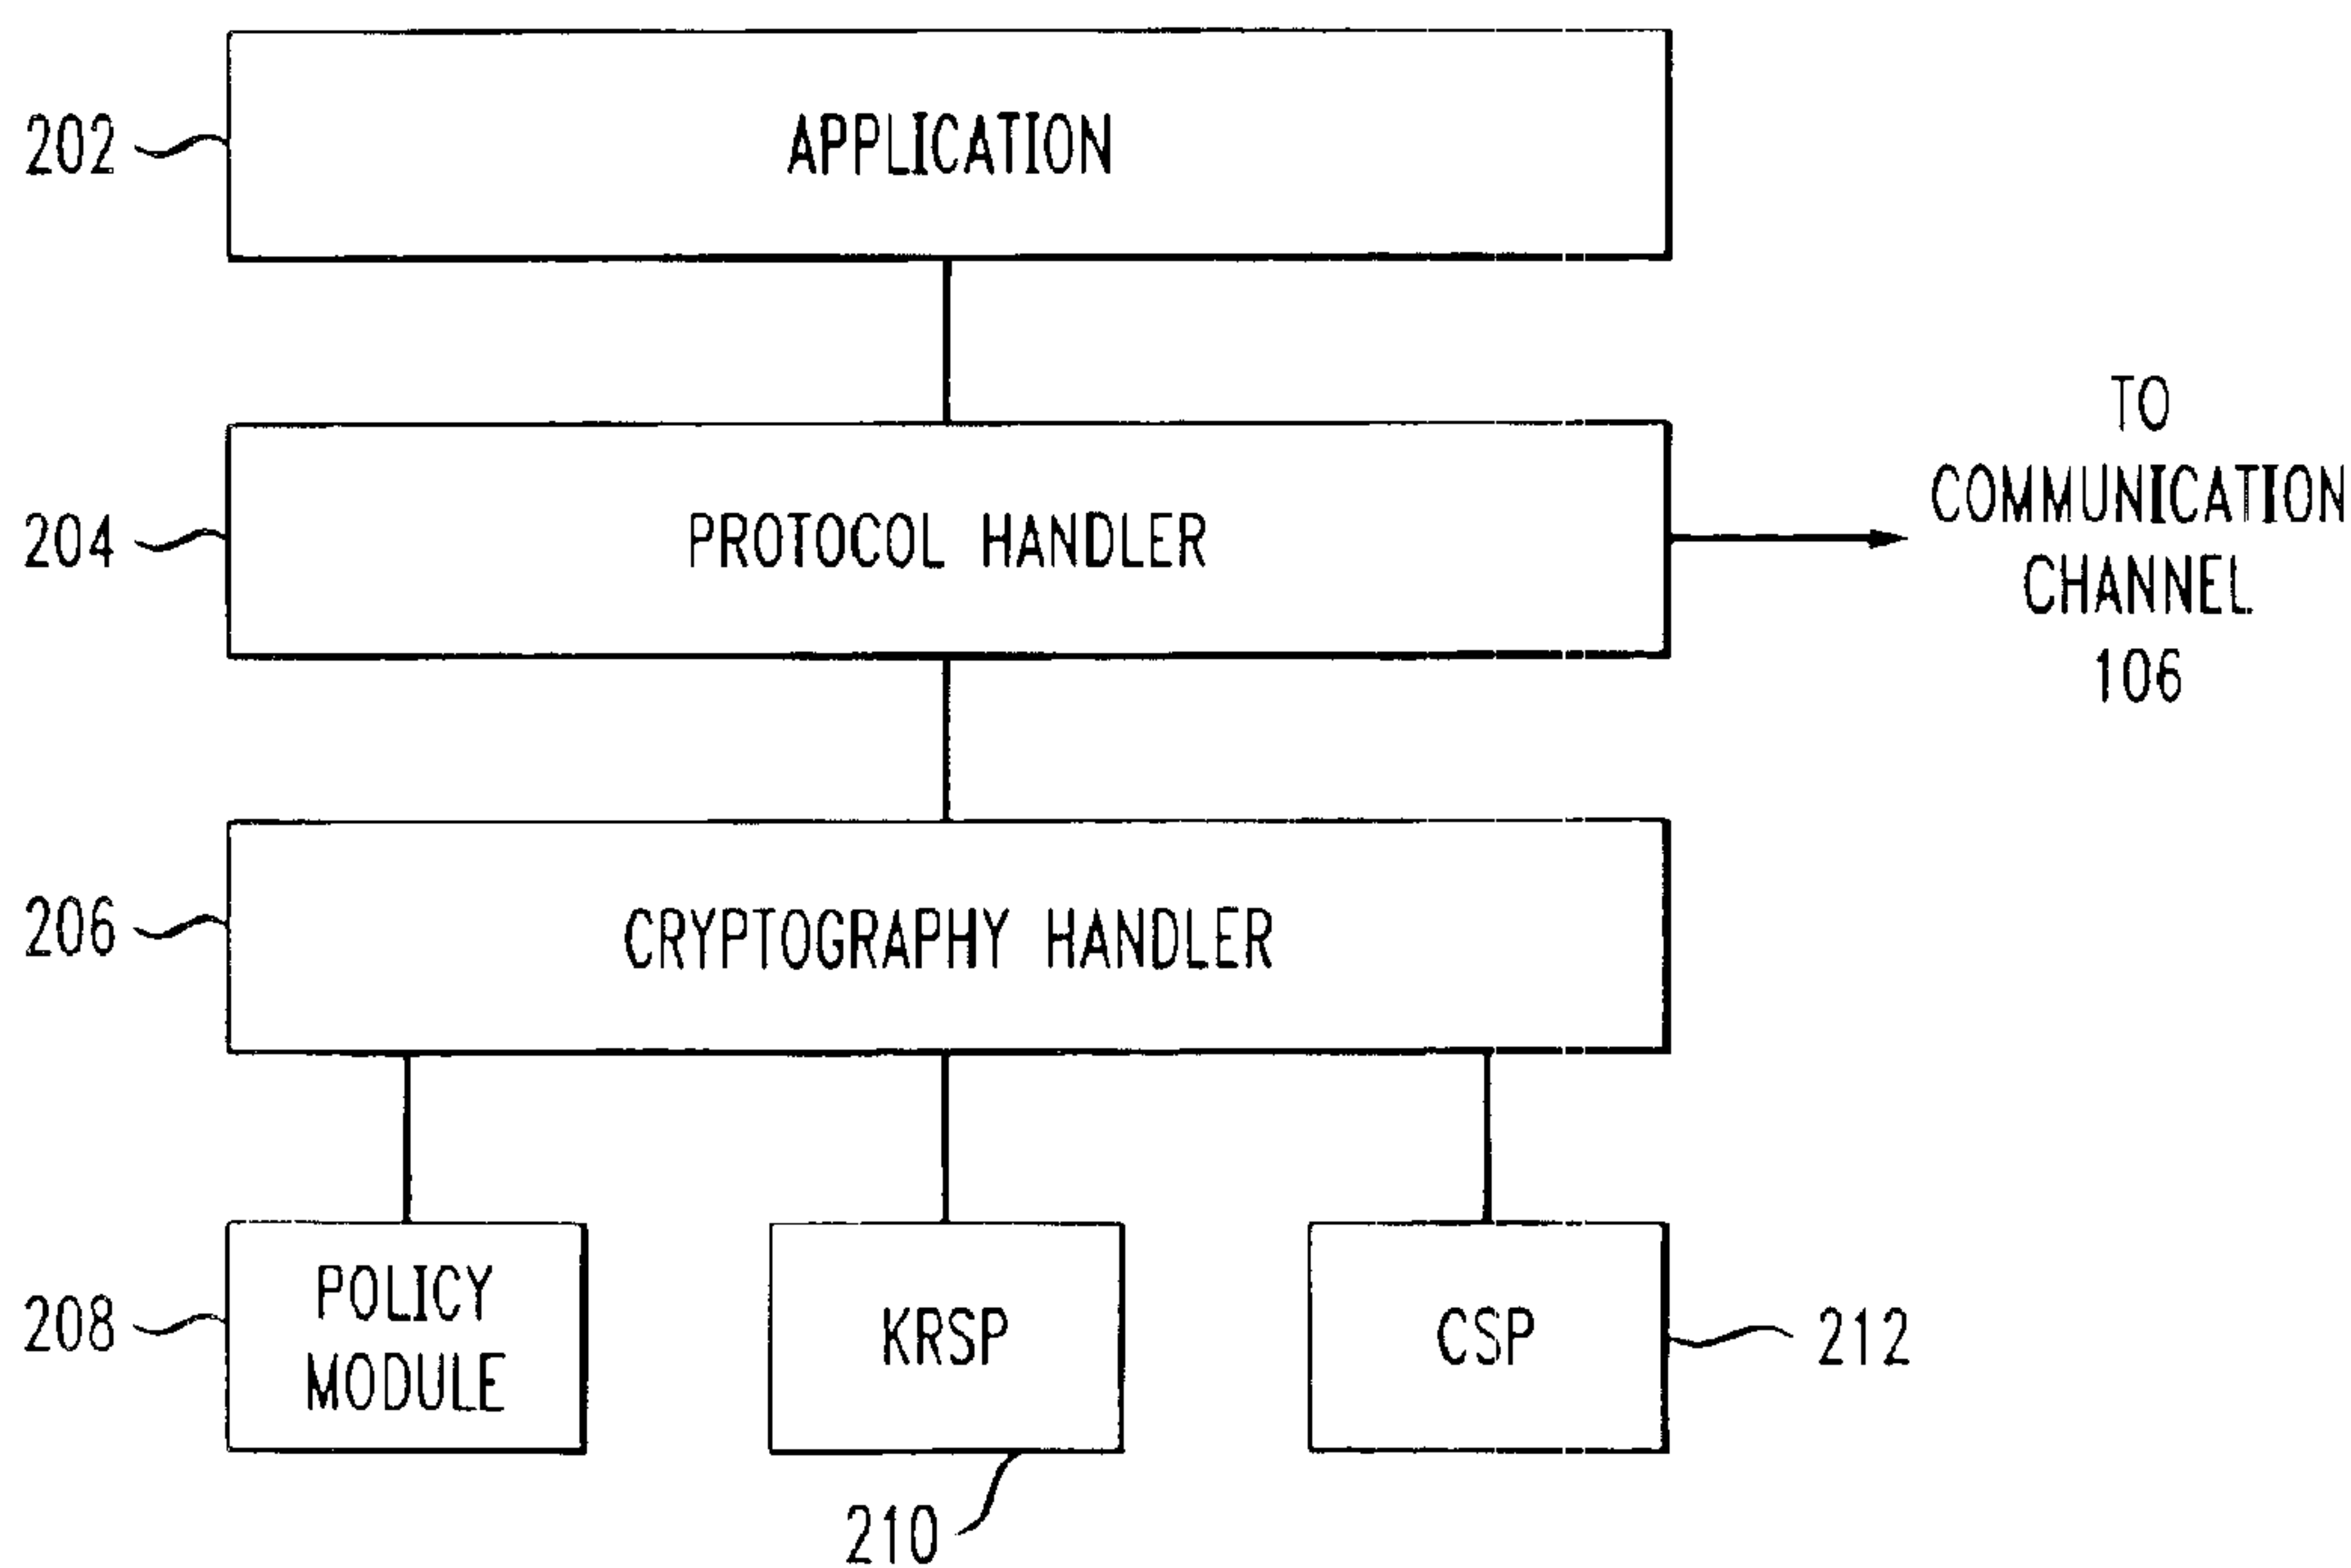 202
APPLICATION
204
PROTOCOL HANDLER
TO
COMMUNICATION
CHANNEL
106
206
CRYPTOGRAPHY HANDLER
208
POLICY
MODULE
KRSP
210
CSP
212